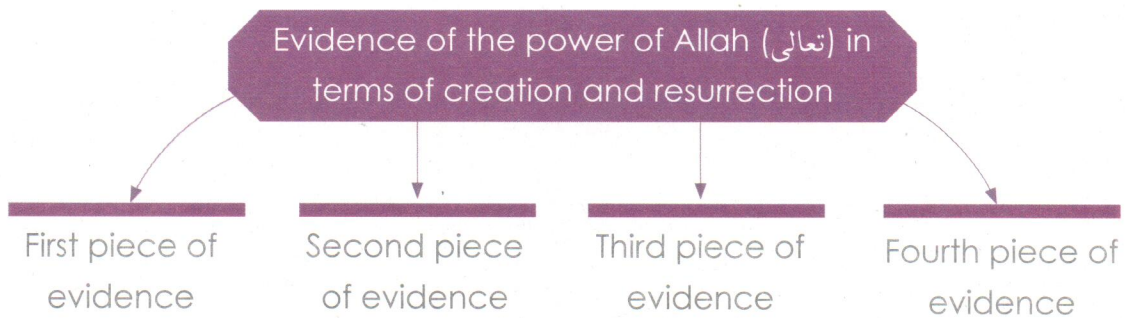 Evidence of the power of Allah (تعالى) in
terms of creation and resurrection
First piece of
evidence
Second piece
of evidence
Third piece of
evidence
Fourth piece of
evidence